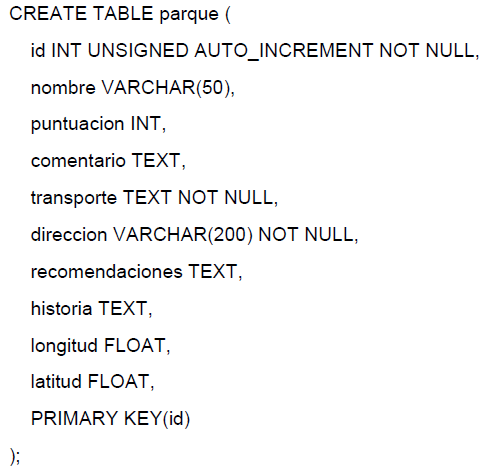 CREATE TABLE parque (
id INT UNSIGNED AUTO_INCREMENT NOT NULL,
nombre VARCHAR(50),
puntuacion INT,
comentario TEXT,
transporte TEXT NOT NULL,
direccion VARCHAR(200) NOT NULL,
recomendaciones TEXT,
historia TEXT,
longitud FLOAT,
latitud FLOAT,
PRIMARY KEY(id)
);